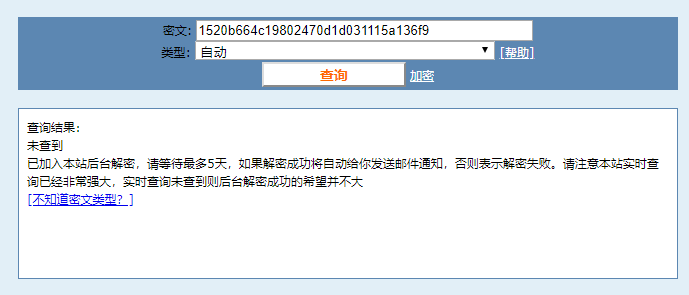 密文: 1520b664c19802470d1d031115a136f9
类型: 自动 ▼ [帮助]
查询 加密
查询结果：
未查到
已加入本站后台解密，请等待最多5天，如果解密成功将自动给你发送邮件通知，否则表示解密失败。请注意本站实时查
询已经非常强大，实时查询未查到则后台解密成功的希望并不大
[不知道密文类型？]